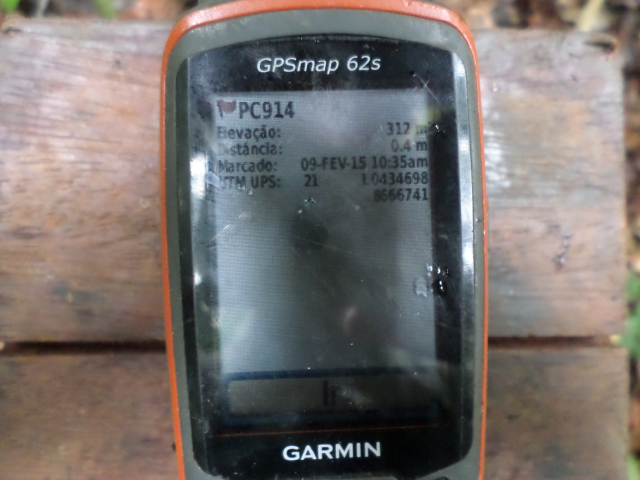 GPSmap 62s
PC914
Elevação: 312 m
Distância: 0.4 m
Marcado: 09-FEV-15 10:35am
UTM UPS: 21 L 0434698
8666741
GARMIN